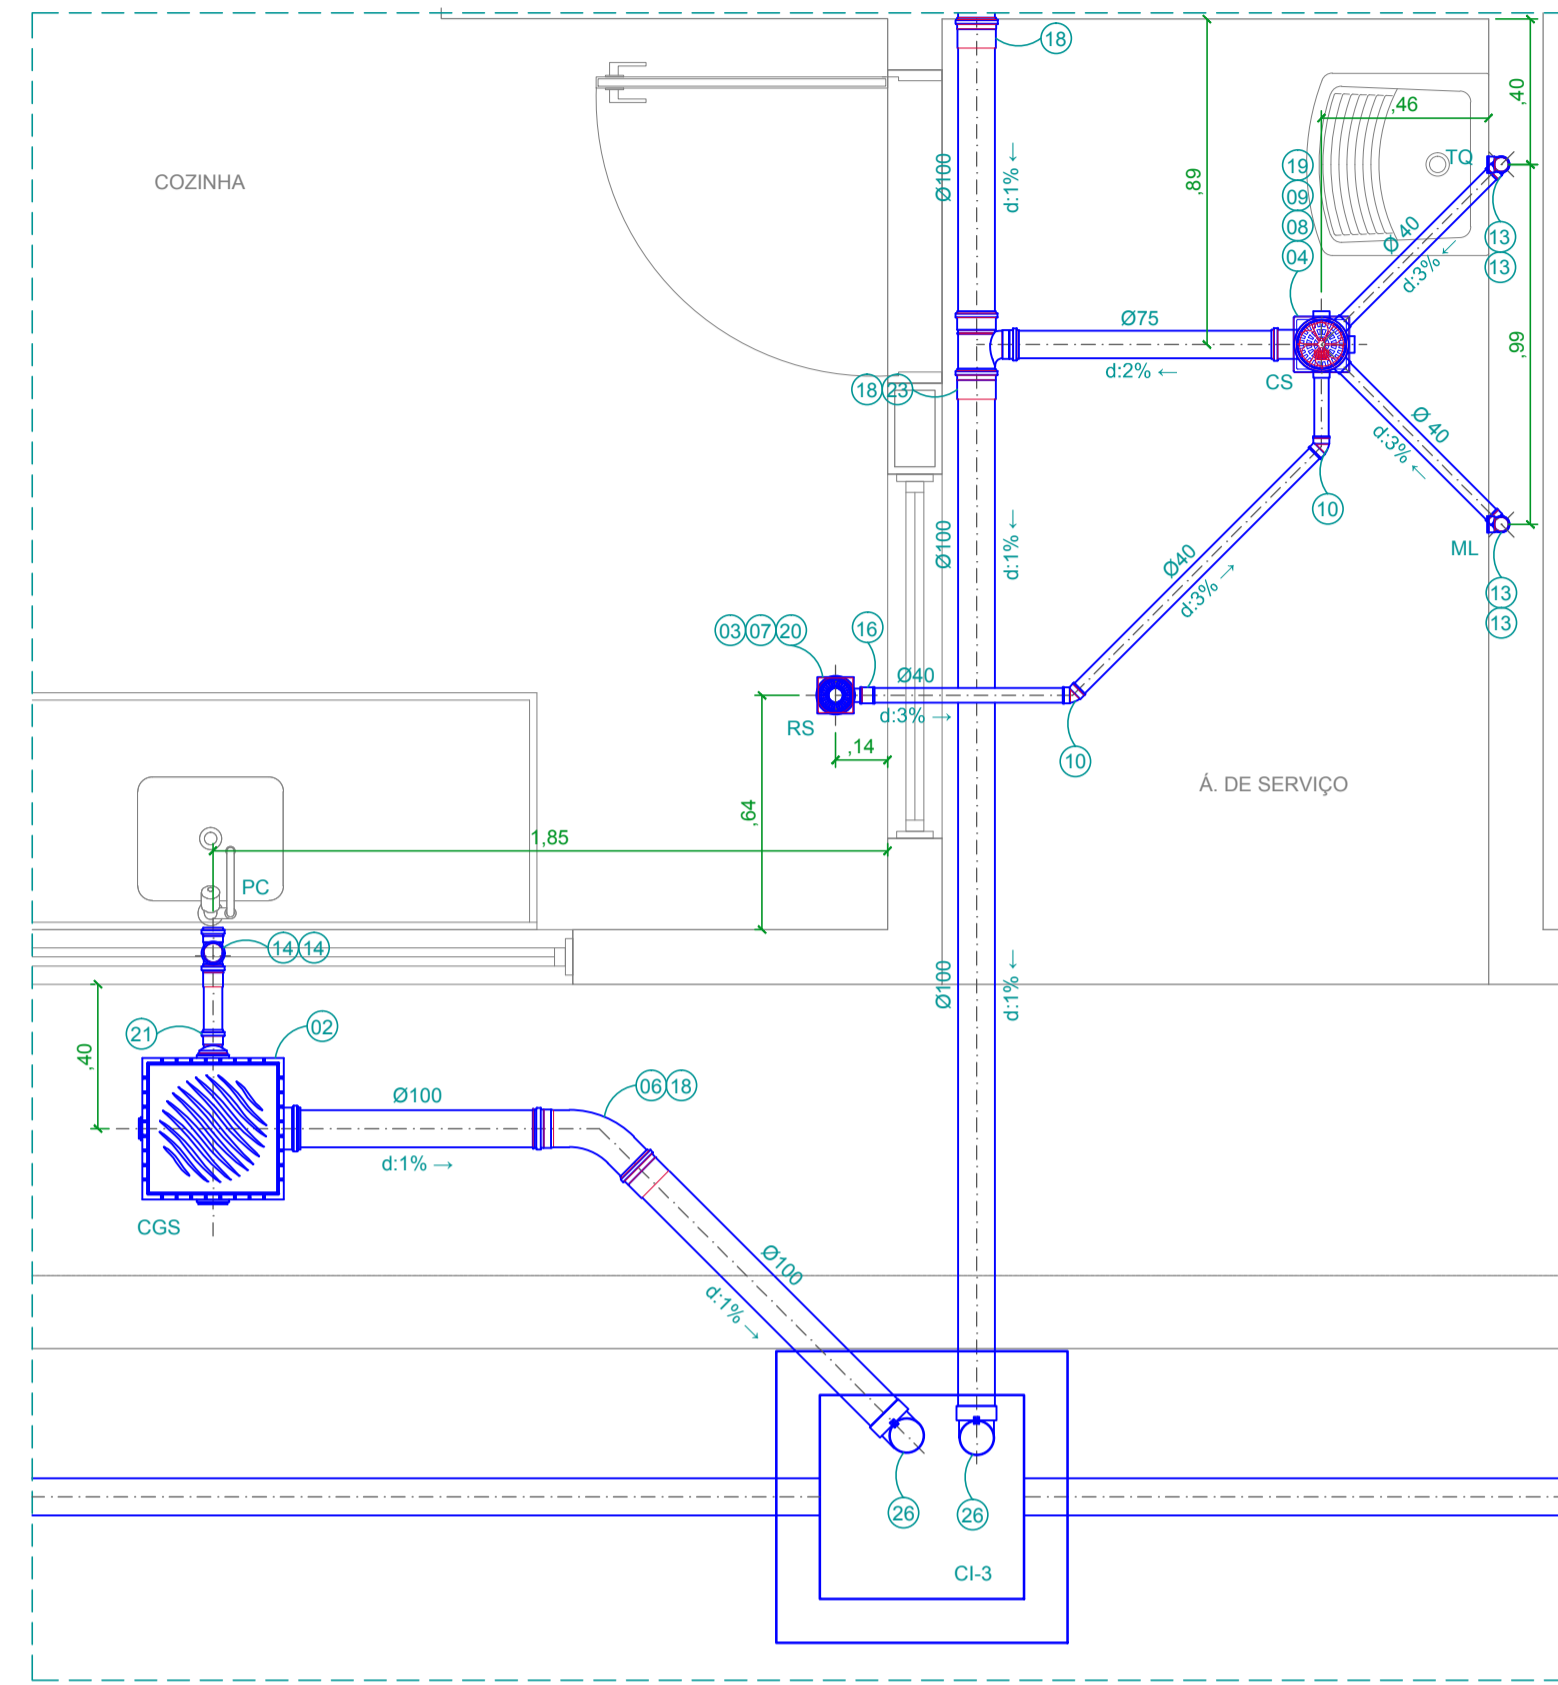 18
,46
,40
COZINHA
Ø100
d:1% ←
,89
19
09
08
04
TQ
Ø 40
d:3% ←
13
13
Ø75
d:2% ←
CS
,99
18 23
Ø 40
d:3% ←
10
Ø100
d:1% ←
ML
Ø40
d:3% →
13
13
03 07 20
16
Ø40
d:3% →
RS
,14
10
Á. DE SERVIÇO
,64
1,85
PC
14 14
Ø100
d:1% ←
21
02
,40
Ø100
d:1% →
06 18
CGS
Ø100
d:1% →
26
26
CI-3